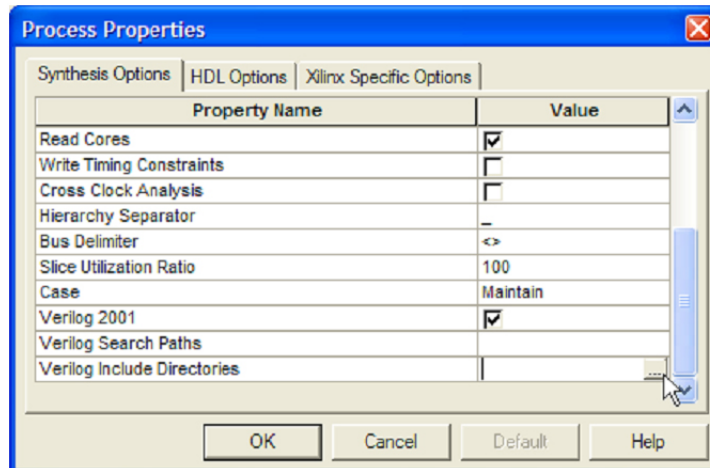 Process Properties
Synthesis Options HDL Options Xilinx Specific Options
Property Name Value
Read Cores
Write Timing Constraints
Cross Clock Analysis
Hierarchy Separator _
Bus Delimiter <>
Slice Utilization Ratio 100
Case Maintain
Verilog 2001
Verilog Search Paths
Verilog Include Directories ...
OK Cancel Default Help